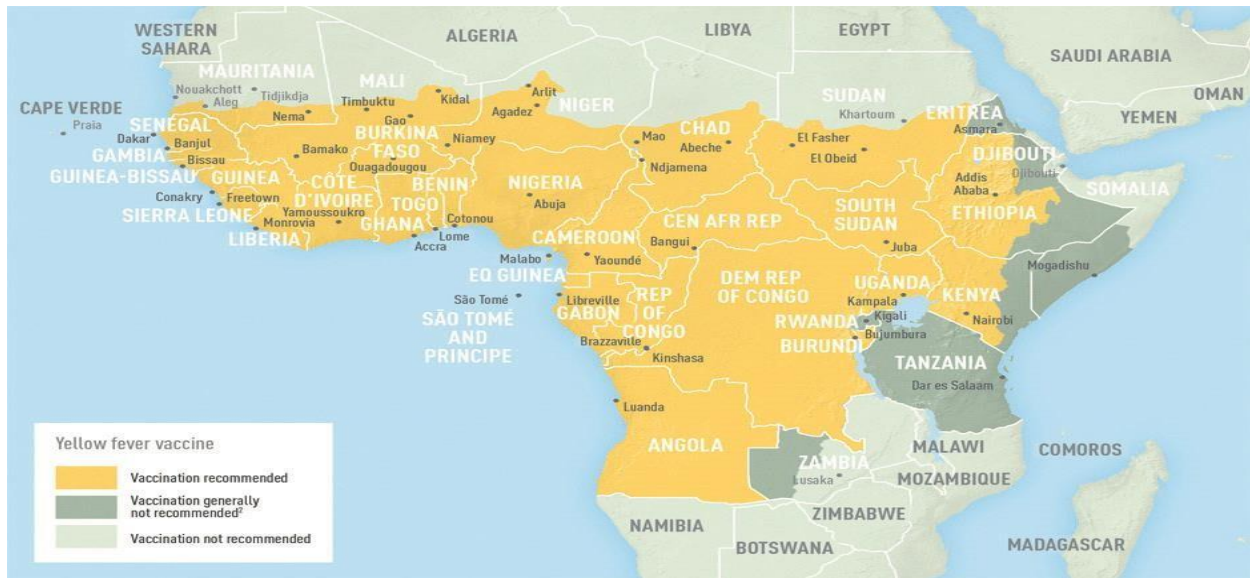 WESTERN
SAHARA
ALGERIA
LIBYA
EGYPT
SAUDI ARABIA
OMAN
YEMEN
MAURITANIA
Nouakchott
Aleg
Tidjikdja
Nema
MALI
Timbuktu
Kidal
Gao
Bamako
Arlit
Agadez
NIGER
Niamey
SUDAN
Khartoum
El Fasher
El Obeid
ERITREA
Asmara
CAPE VERDE
Praia
SENEGAL
Dakar
Banjul
GAMBIA
Bissau
GUINEA-BISSAU
GUINEA
Conakry
Freetown
SIERRA LEONE
Monrovia
LIBERIA
BURKINA
FASO
Ouagadougou
CÔTE
D'IVOIRE
Yamoussoukro
GHANA
Accra
TOGO
Lome
BENIN
Cotonou
NIGERIA
Abuja
CHAD
Mao
Abeche
Ndjamena
DJIBOUTI
Djibouti
Addis
Ababa
ETHIOPIA
SOMALIA
Mogadishu
SOUTH
SUDAN
Juba
CEN AFR REP
Bangui
CAMEROON
Yaoundé
Malabo
EQ GUINEA
São Tomé
SÃO TOMÉ
AND
PRINCIPE
Libreville
GABON
REP
OF
CONGO
Brazzaville
Kinshasa
DEM REP
OF CONGO
UGANDA
Kampala
KENYA
Nairobi
RWANDA
Kigali
BURUNDI
Bujumbura
TANZANIA
Dar es Salaam
Luanda
ANGOLA
ZAMBIA
Lusaka
MALAWI
MOZAMBIQUE
COMOROS
NAMIBIA
BOTSWANA
ZIMBABWE
MADAGASCAR
Yellow fever vaccine
Vaccination recommended
Vaccination generally
not recommended²
Vaccination not recommended